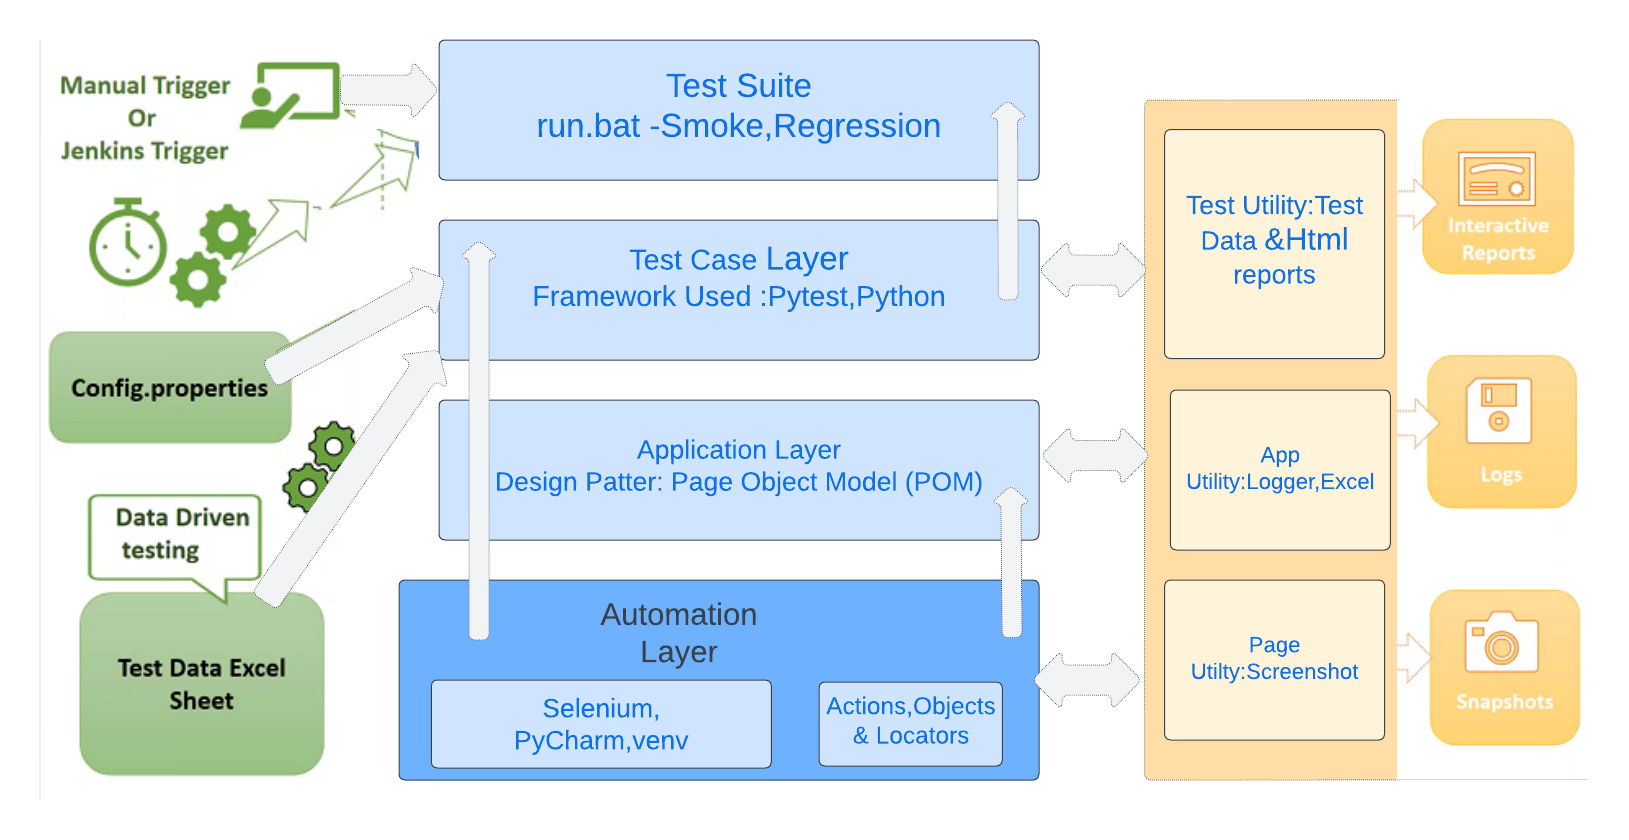 Manual Trigger
Or
Jenkins Trigger
Config.properties
Data Driven
testing
Test Data Excel
Sheet
Test Suite
run.bat -Smoke,Regression
Test Case Layer
Framework Used :Pytest,Python
Application Layer
Design Patter: Page Object Model (POM)
Automation
Layer
Selenium,
PyCharm,venv
Actions,Objects
& Locators
Test Utility:Test
Data &Html
reports
App
Utility:Logger,Excel
Page
Utilty:Screenshot
Interactive
Reports
Logs
Snapshots